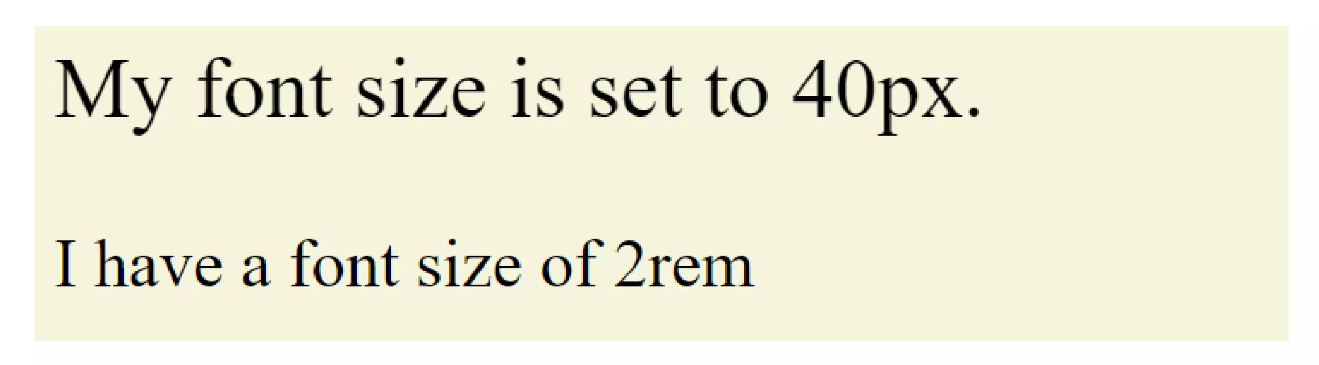 My font size is set to 40px.
I have a font size of 2rem